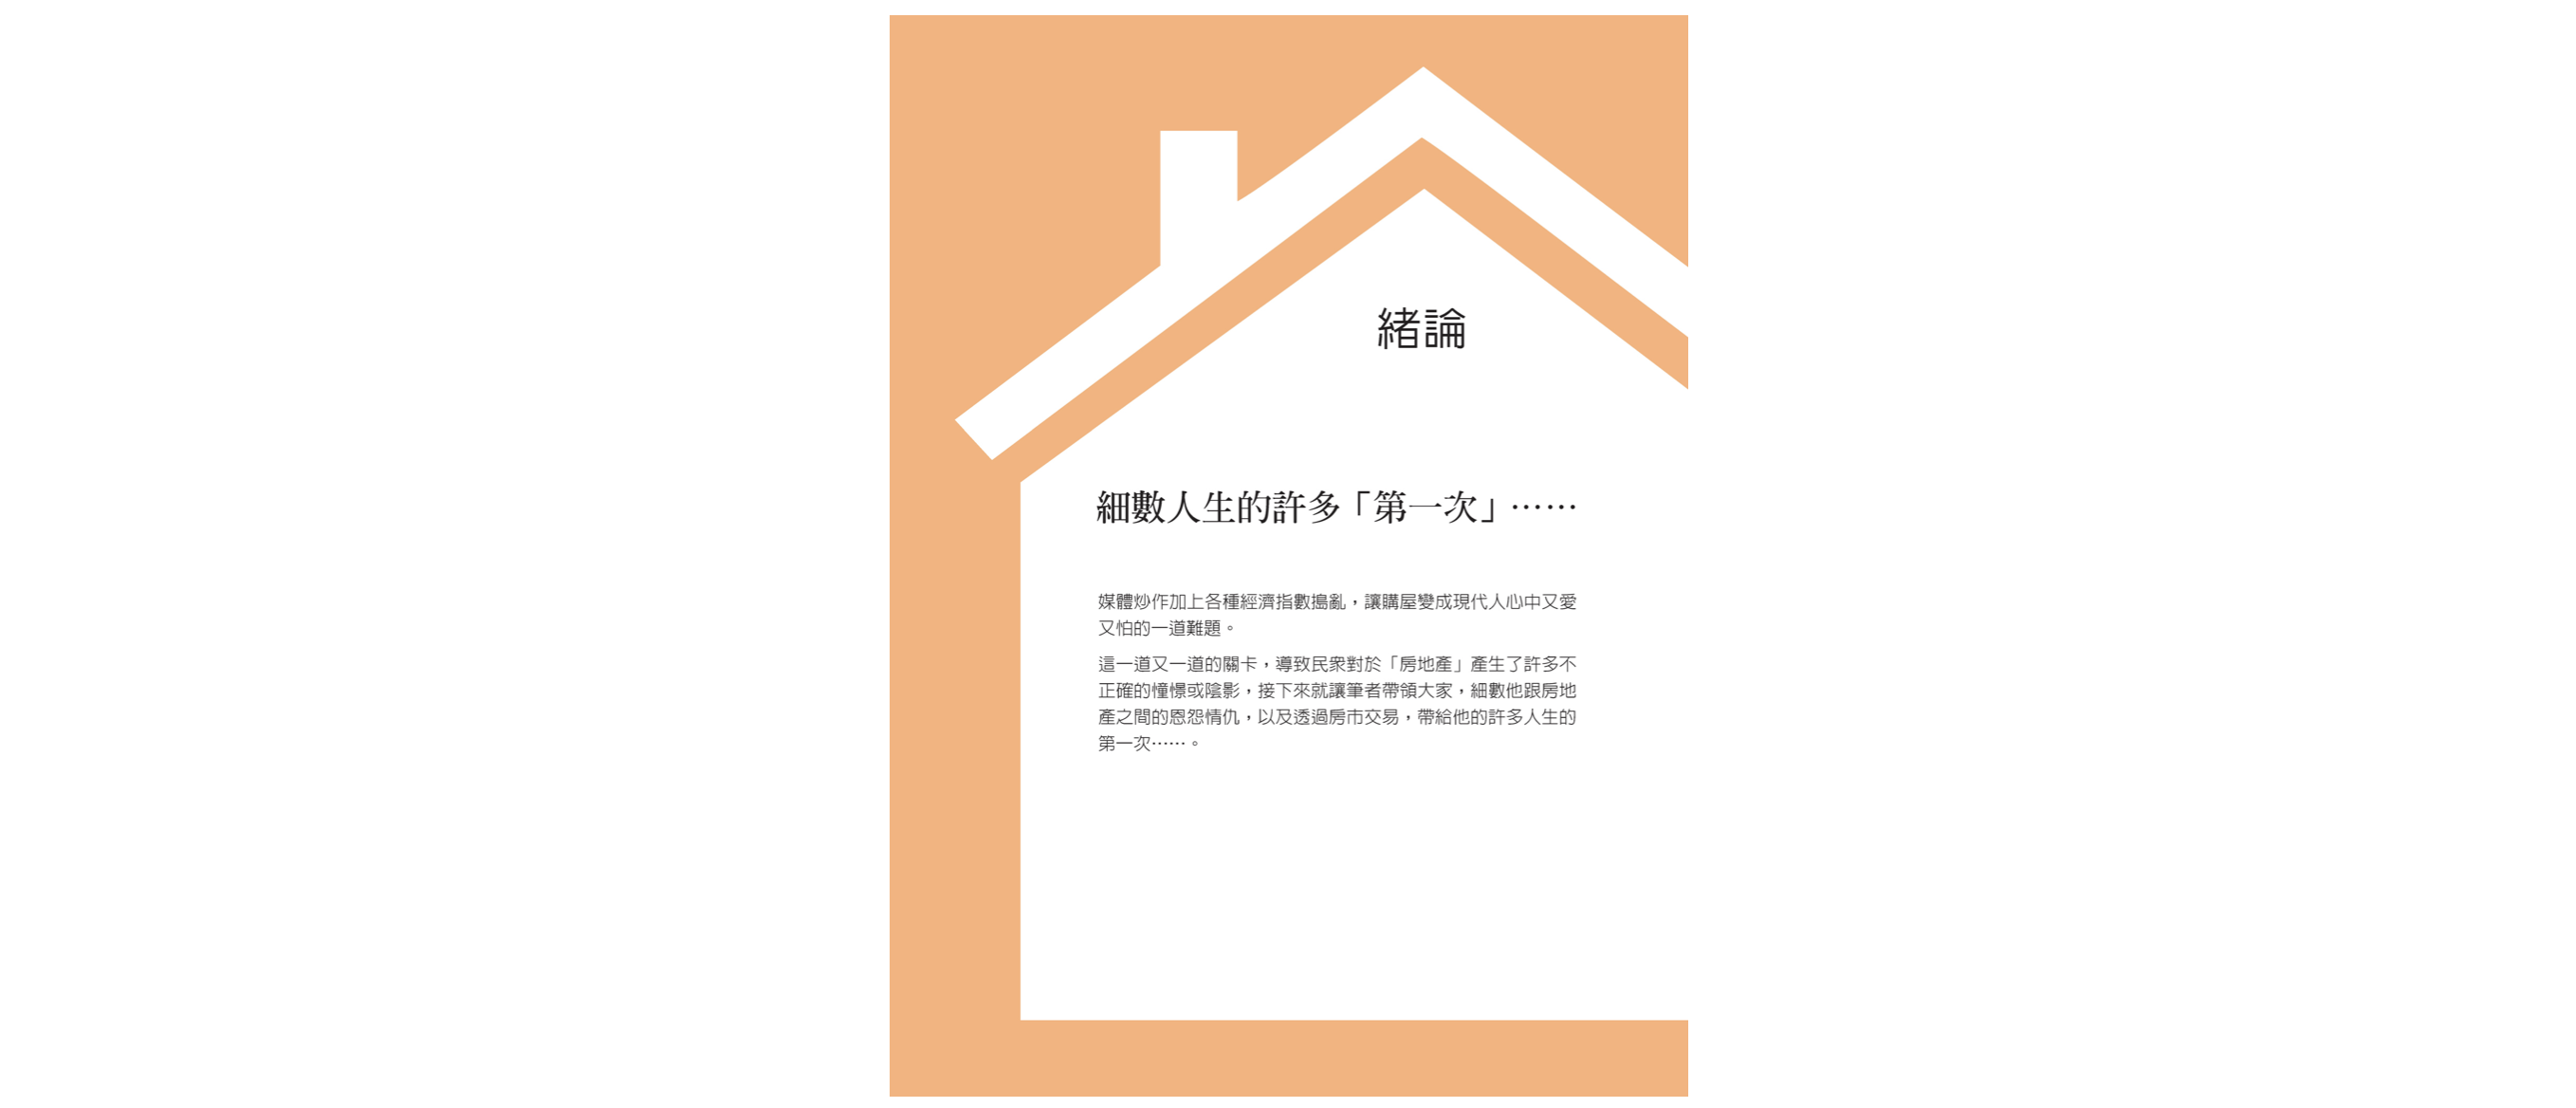 緒論
細數人生的許多「第一次」……
媒體炒作加上各種經濟指數搗亂，讓購屋變成現代人心中又愛
又怕的一道難題。
這一道又一道的關卡，導致民衆對於「房地產」產生了許多不
正確的憧憬或陰影，接下來就讓筆者帶領大家，細數他跟房地
產之間的恩怨情仇，以及透過房市交易，帶給他的許多人生的
第一次……。